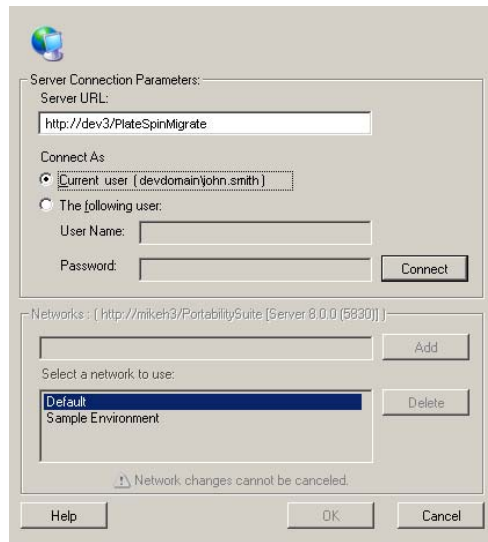 Server Connection Parameters:
Server URL:
http://dev3/PlateSpinMigrate
Connect As
Current user ( devdomain\john.smith )
The following user:
User Name:
Password:
Connect
Networks : ( http://mikeh3/PortabilitySuite [Server 8.0.0 (5830)] )
Add
Select a network to use:
Default
Sample Environment
Delete
Network changes cannot be canceled.
Help
OK
Cancel